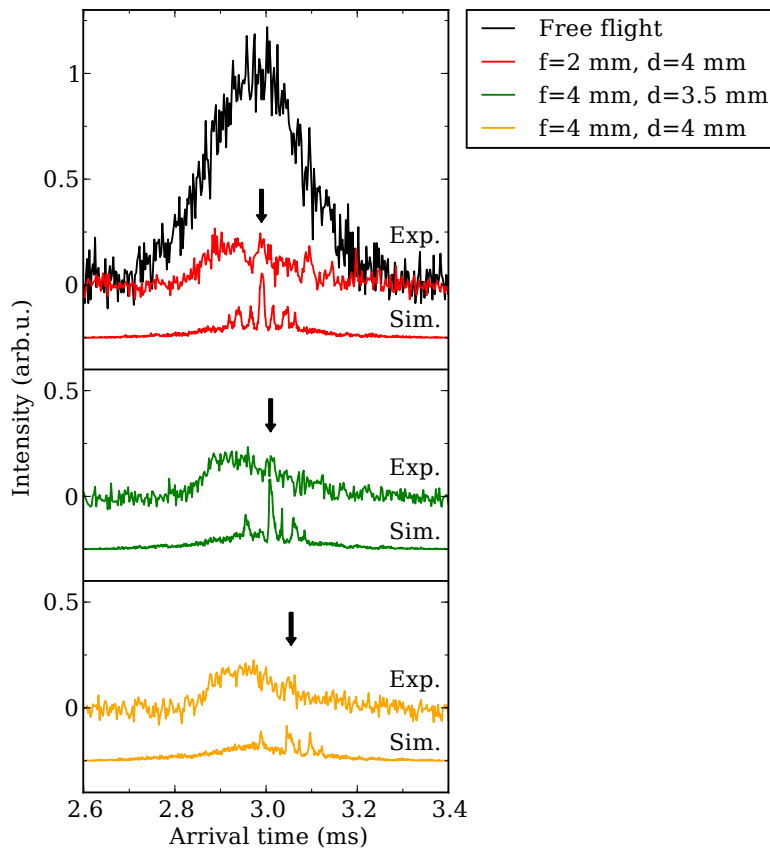 Free flight
f=2 mm, d=4 mm
f=4 mm, d=3.5 mm
f=4 mm, d=4 mm
1
0.5
Exp.
0
Sim.
0.5
Exp.
0
Sim.
0.5
Exp.
0
Sim.
Intensity (arb.u.)
2.6 2.8 3.0 3.2 3.4
Arrival time (ms)